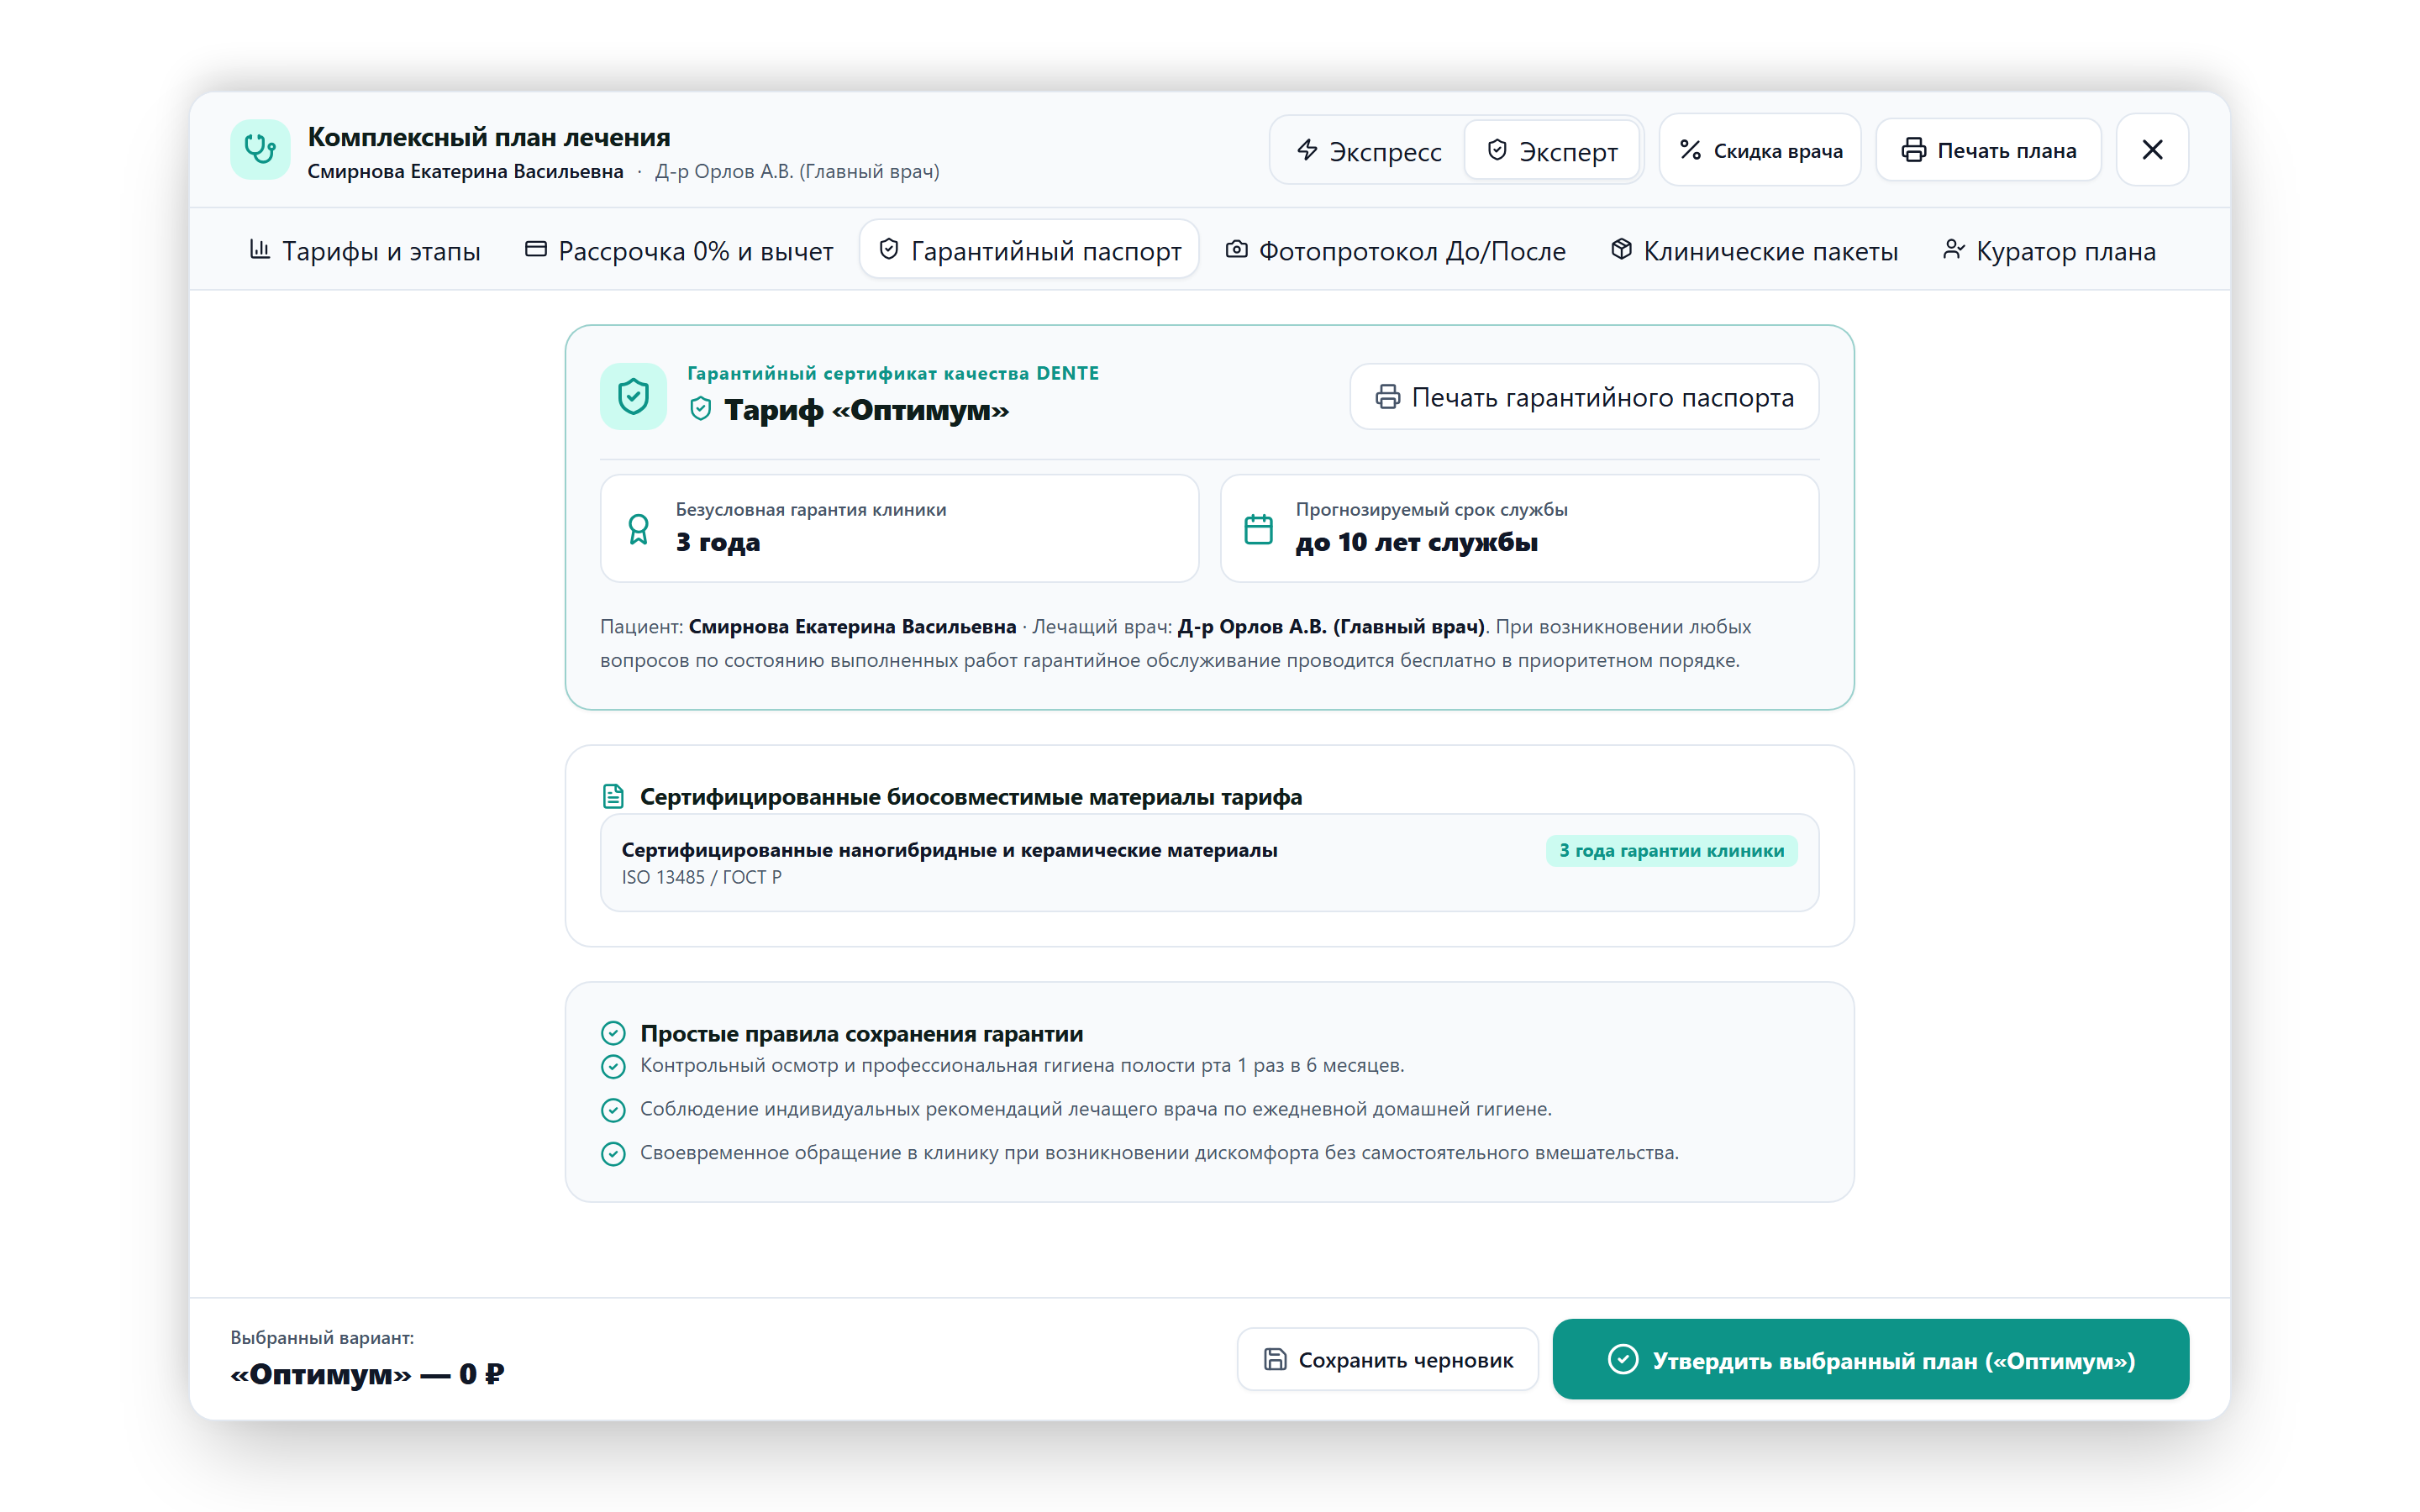 Комплексный план лечения
Смирнова Екатерина Васильевна · Д-р Орлов А.В. (Главный врач)
Экспресс
Эксперт
Скидка врача
Печать плана
Тарифы и этапы
Рассрочка 0% и вычет
Гарантийный паспорт
Фотопротокол До/После
Клинические пакеты
Куратор плана
Гарантийный сертификат качества DENTE
Тариф «Оптимум»
Печать гарантийного паспорта
Безусловная гарантия клиники
3 года
Прогнозируемый срок службы
до 10 лет службы
Пациент: Смирнова Екатерина Васильевна · Лечащий врач: Д-р Орлов А.В. (Главный врач). При возникновении любых
вопросов по состоянию выполненных работ гарантийное обслуживание проводится бесплатно в приоритетном порядке.
Сертифицированные биосовместимые материалы тарифа
Сертифицированные наногибридные и керамические материалы
3 года гарантии клиники
ISO 13485 / ГОСТ Р
Простые правила сохранения гарантии
Контрольный осмотр и профессиональная гигиена полости рта 1 раз в 6 месяцев.
Соблюдение индивидуальных рекомендаций лечащего врача по ежедневной домашней гигиене.
Своевременное обращение в клинику при возникновении дискомфорта без самостоятельного вмешательства.
Выбранный вариант:
«Оптимум» — 0 ₽
Сохранить черновик
Утвердить выбранный план («Оптимум»)